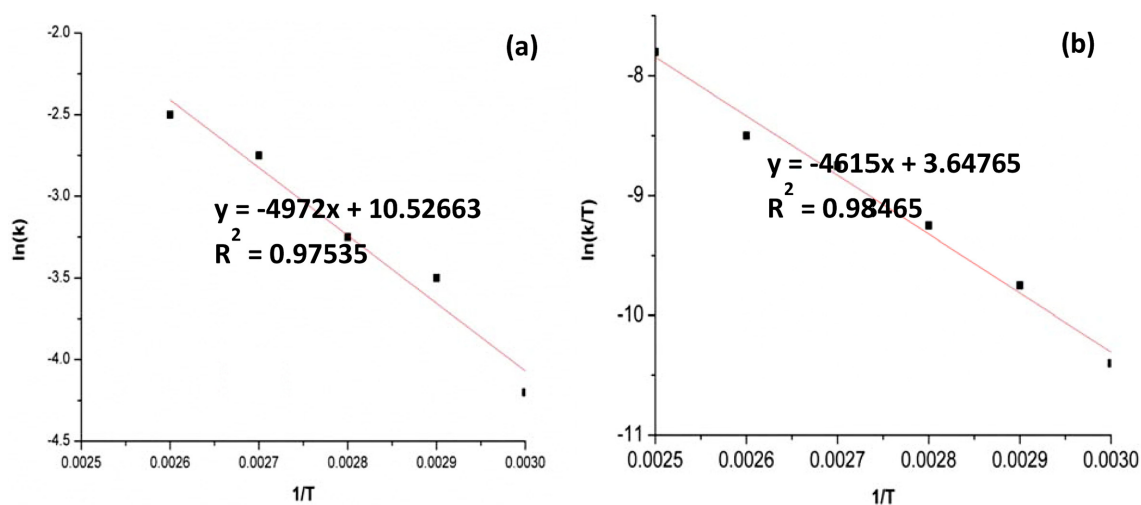 (a)
-2.0
-2.5
-3.0
-3.5
-4.0
-4.5
ln(k)
y = -4972x + 10.52663
R2 = 0.97535
0.0025 0.0026 0.0027 0.0028 0.0029 0.0030
1/T
(b)
-8
-9
-10
-11
ln(k/T)
y = -4615x + 3.64765
R2 = 0.98465
0.0025 0.0026 0.0027 0.0028 0.0029 0.0030
1/T